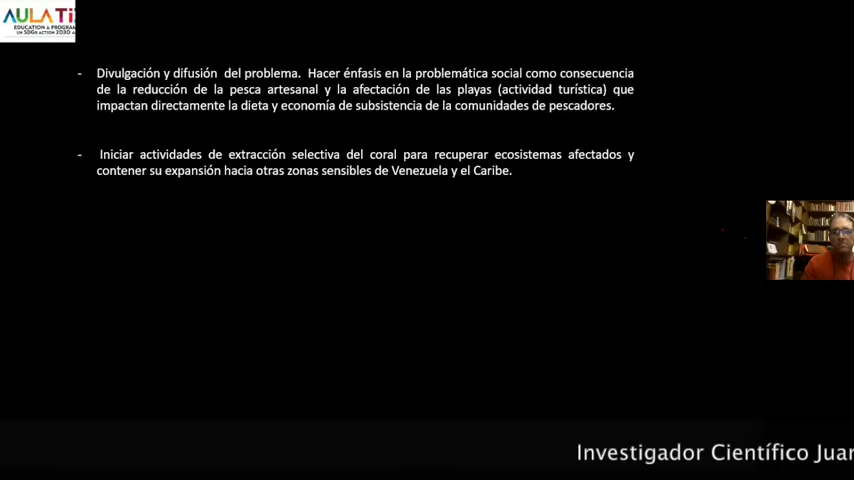 AULATi
EDUCATION & PROGRAM
UN SDGs ACTION 2030
- Divulgación y difusión del problema. Hacer énfasis en la problemática social como consecuencia
de la reducción de la pesca artesanal y la afectación de las playas (actividad turística) que
impactan directamente la dieta y economía de subsistencia de la comunidades de pescadores.
- Iniciar actividades de extracción selectiva del coral para recuperar ecosistemas afectados y
contener su expansión hacia otras zonas sensibles de Venezuela y el Caribe.
Investigador Científico Juan